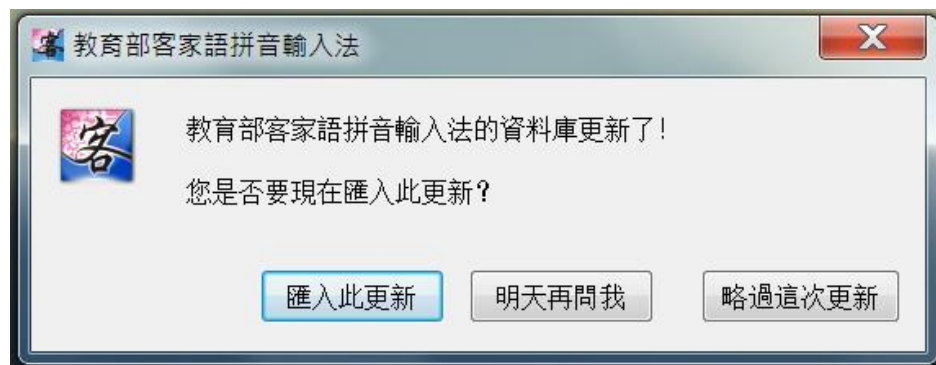 教育部客家語拼音輸入法
客
教育部客家語拼音輸入法的資料庫更新了!
您是否要現在匯入此更新?
匯入此更新 明天再問我 略過這次更新